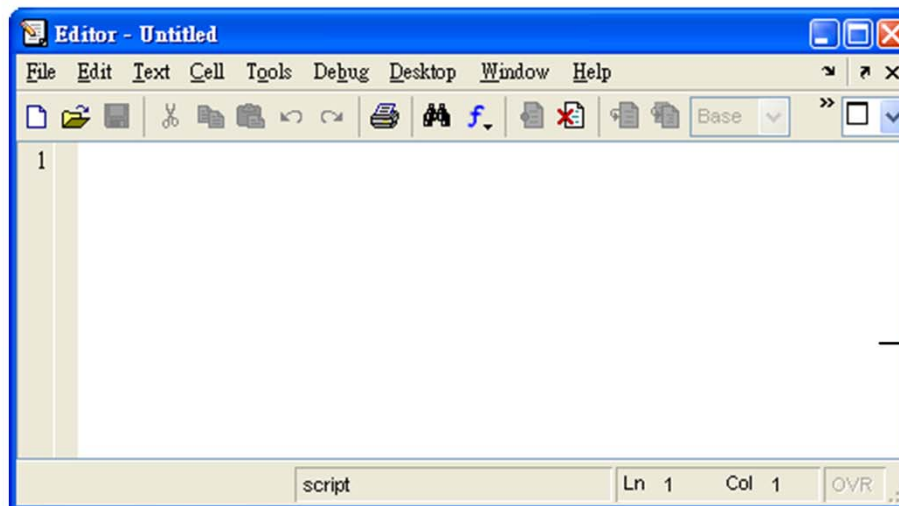 Editor - Untitled
File Edit Text Cell Tools Debug Desktop Window Help
Base
1
script Ln 1 Col 1 OVR